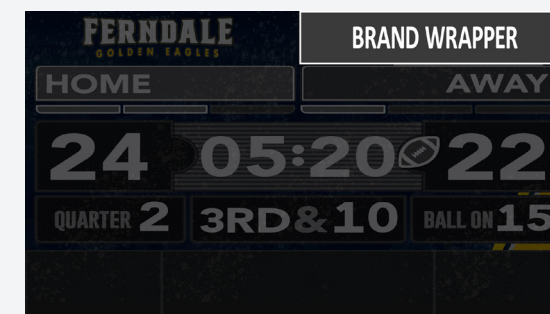 FERNDALE
GOLDEN EAGLES
BRAND WRAPPER
HOME
AWAY
24
05:20
22
QUARTER 2
3RD & 10
BALL ON 15